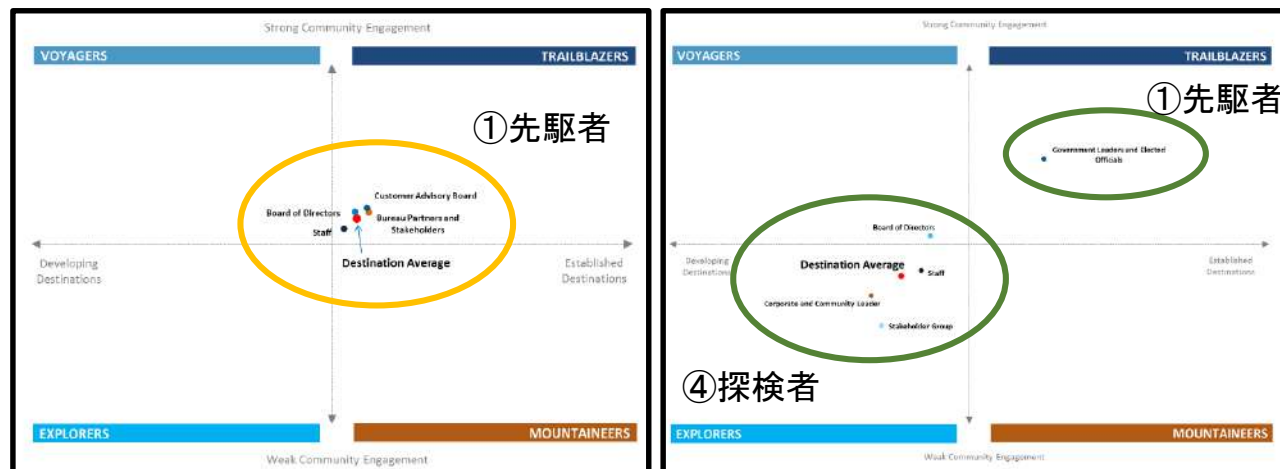 Strong Community Engagement
VOYAGERS
TRAILBLAZERS
①先駆者
Customer Advisory Board
Board of Directors
Bureau Partners and
Stakeholders
Staff
Destination Average
Developing
Destinations
Established
Destinations
EXPLORERS
MOUNTAINEERS
Weak Community Engagement
Strong Community Engagement
VOYAGERS
TRAILBLAZERS
①先駆者
Government Leaders and Elected
Officials
Board of Directors
Destination Average
Staff
Developing
Destinations
Established
Destinations
Corporate and Community Leader
Stakeholder Group
④探検者
EXPLORERS
MOUNTAINEERS
Weak Community Engagement